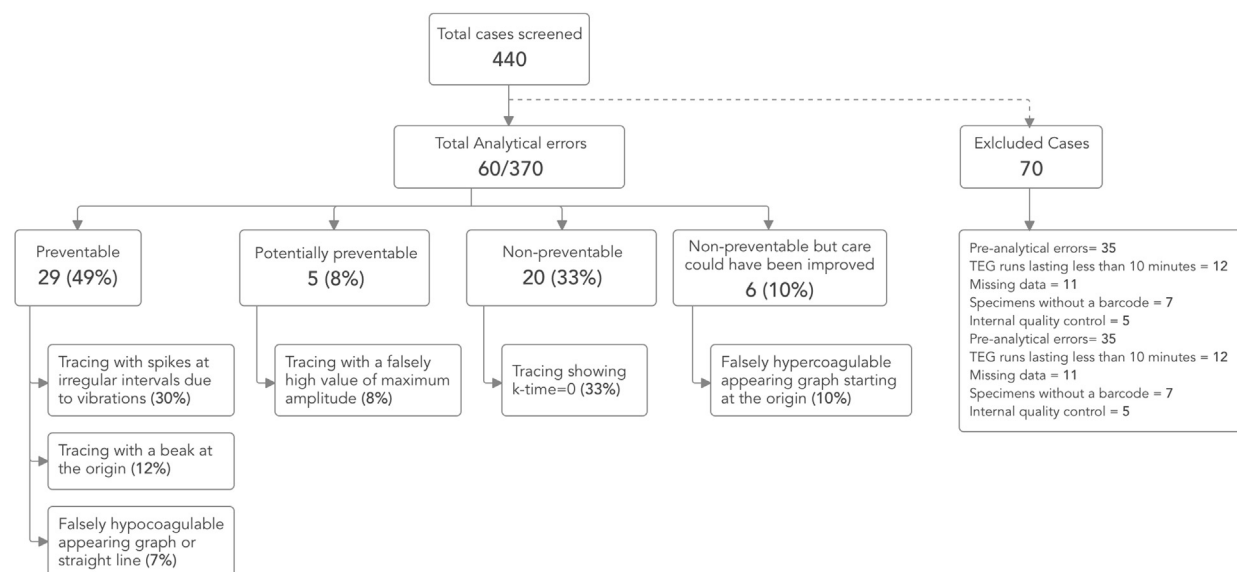 Total cases screened
440
Total Analytical errors
60/370
Exlcluded Cases
70
Preventable
29 (49%)
Potentially preventable
5 (8%)
Non-preventable
20 (33%)
Non-preventable but care
could have been improved
6 (10%)
Pre-analytical errors= 35
TEG runs lasting less than 10 minutes = 12
Missing data = 11
Specimens without a barcode = 7
Internal quality control = 5
Pre-analytical errors= 35
TEG runs lasting less than 10 minutes = 12
Missing data = 11
Specimens without a barcode = 7
Internal quality control = 5
Tracing with spikes at
irregular intervals due
to vibrations (30%)
Tracing with a falsely
high value of maximum
amplitude (8%)
Tracing showing
k-time=0 (33%)
Falsely hypercoagulable
appearing graph starting
at the origin (10%)
Tracing with a beak at
the origin (12%)
Falsely hypocoagulable
appearing graph or
straight line (7%)